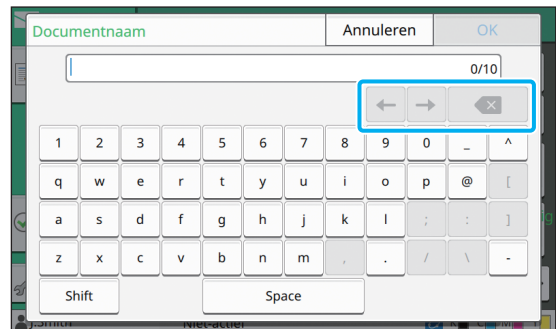 Documentnaam Annuleren OK
0/10
1 2 3 4 5 6 7 8 9 0 _ ^
q w e r t y u i o p @ [
a s d f g h j k l ; : ]
z x c v b n m , . / \ -
Shift Space
J.Smith Niet-actief